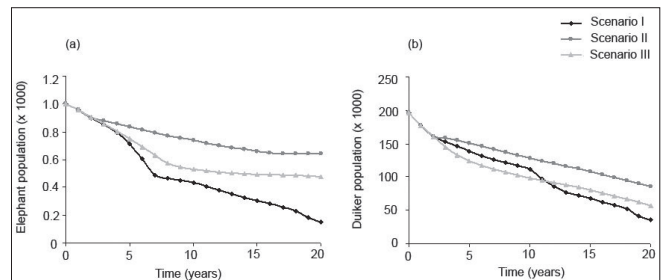 Scenario I
Scenario II
Scenario III
(a)
Elephant population (x 1000)
1.2
1.0
0.8
0.6
0.4
0.2
0
0 5 10 15 20
Time (years)
(b)
Duiker population (x 1000)
250
200
150
100
50
0
0 5 10 15 20
Time (years)